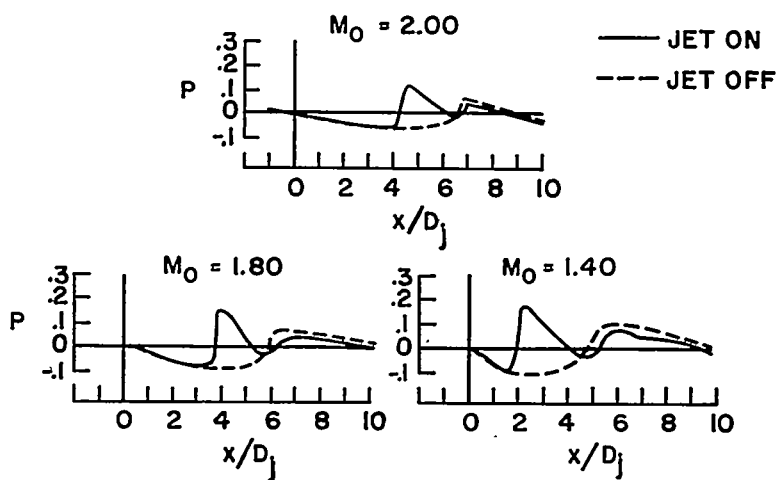 M₀ = 2.00
JET ON
JET OFF
P
.3
.2
.1
0
-.1
0 2 4 6 8 10
X/Dj
M₀ = 1.80
P
.3
.2
.1
0
-.1
0 2 4 6 8 10
X/Dj
M₀ = 1.40
.3
.2
.1
0
-.1
0 2 4 6 8 10
X/Dj